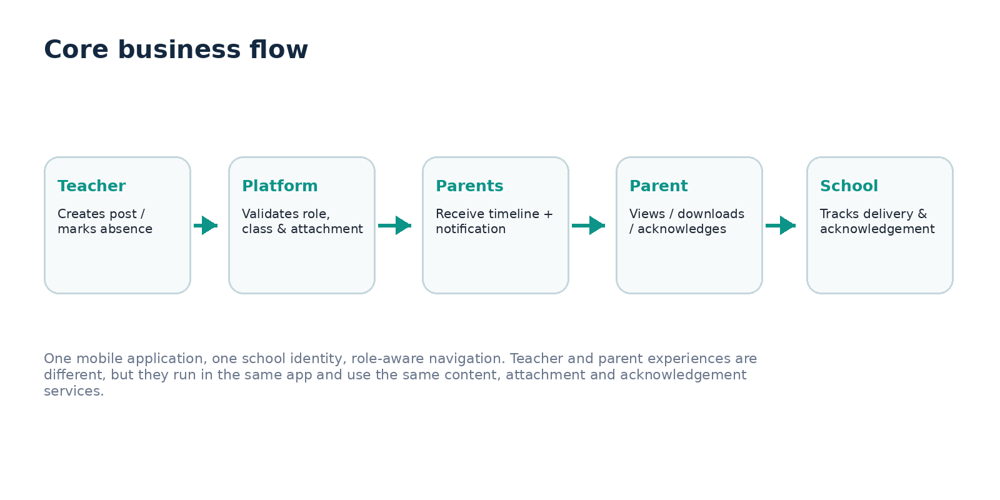 Core business flow
Teacher
Creates post /
marks absence
Platform
Validates role,
class & attachment
Parents
Receive timeline +
notification
Parent
Views / downloads
/ acknowledges
School
Tracks delivery &
acknowledgement
One mobile application, one school identity, role-aware navigation. Teacher and parent experiences are
different, but they run in the same app and use the same content, attachment and acknowledgement
services.